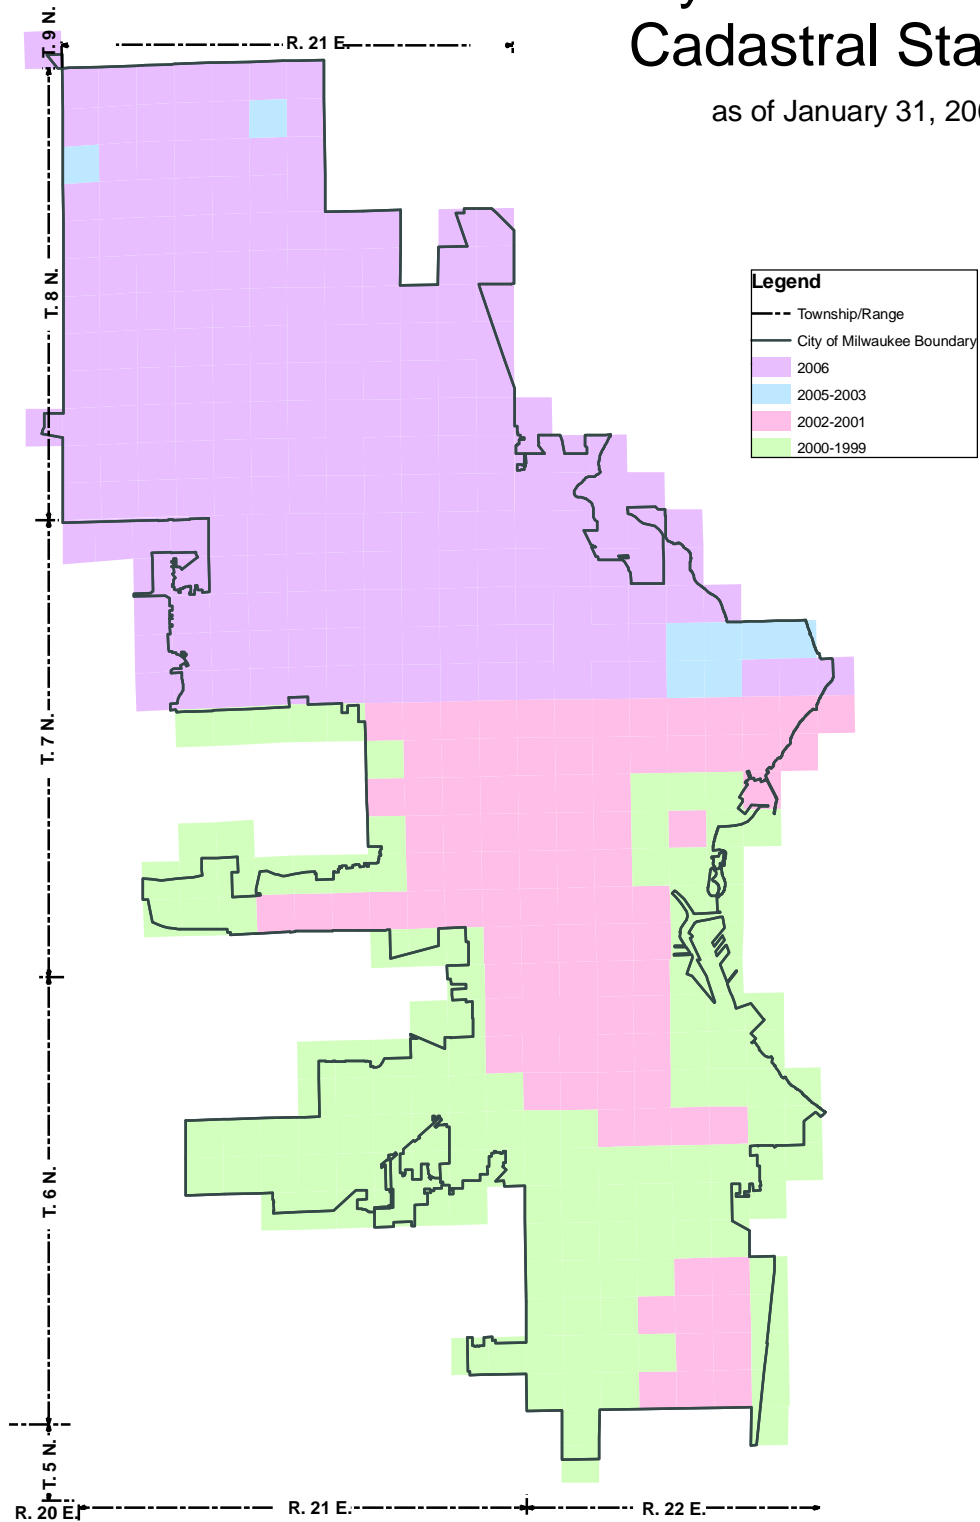 Cadastral Sta
as of January 31, 200
T. 9 N.
R. 21 E.
T. 8 N.
Legend
Township/Range
City of Milwaukee Boundary
2006
2005-2003
2002-2001
2000-1999
T. 7 N.
T. 6 N.
T. 5 N.
R. 20 E.
R. 21 E.
R. 22 E.